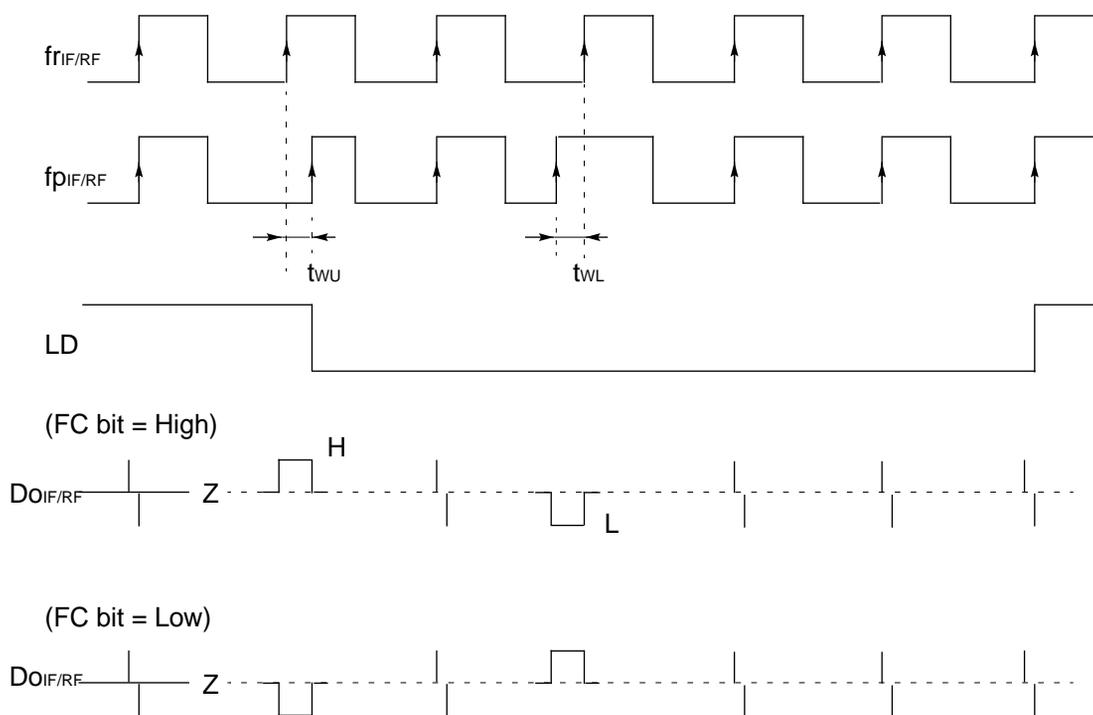 frIF/RF
fpIF/RF
tWU
tWL
LD
(FC bit = High)
H
DoIF/RF
Z
L
(FC bit = Low)
DoIF/RF
Z